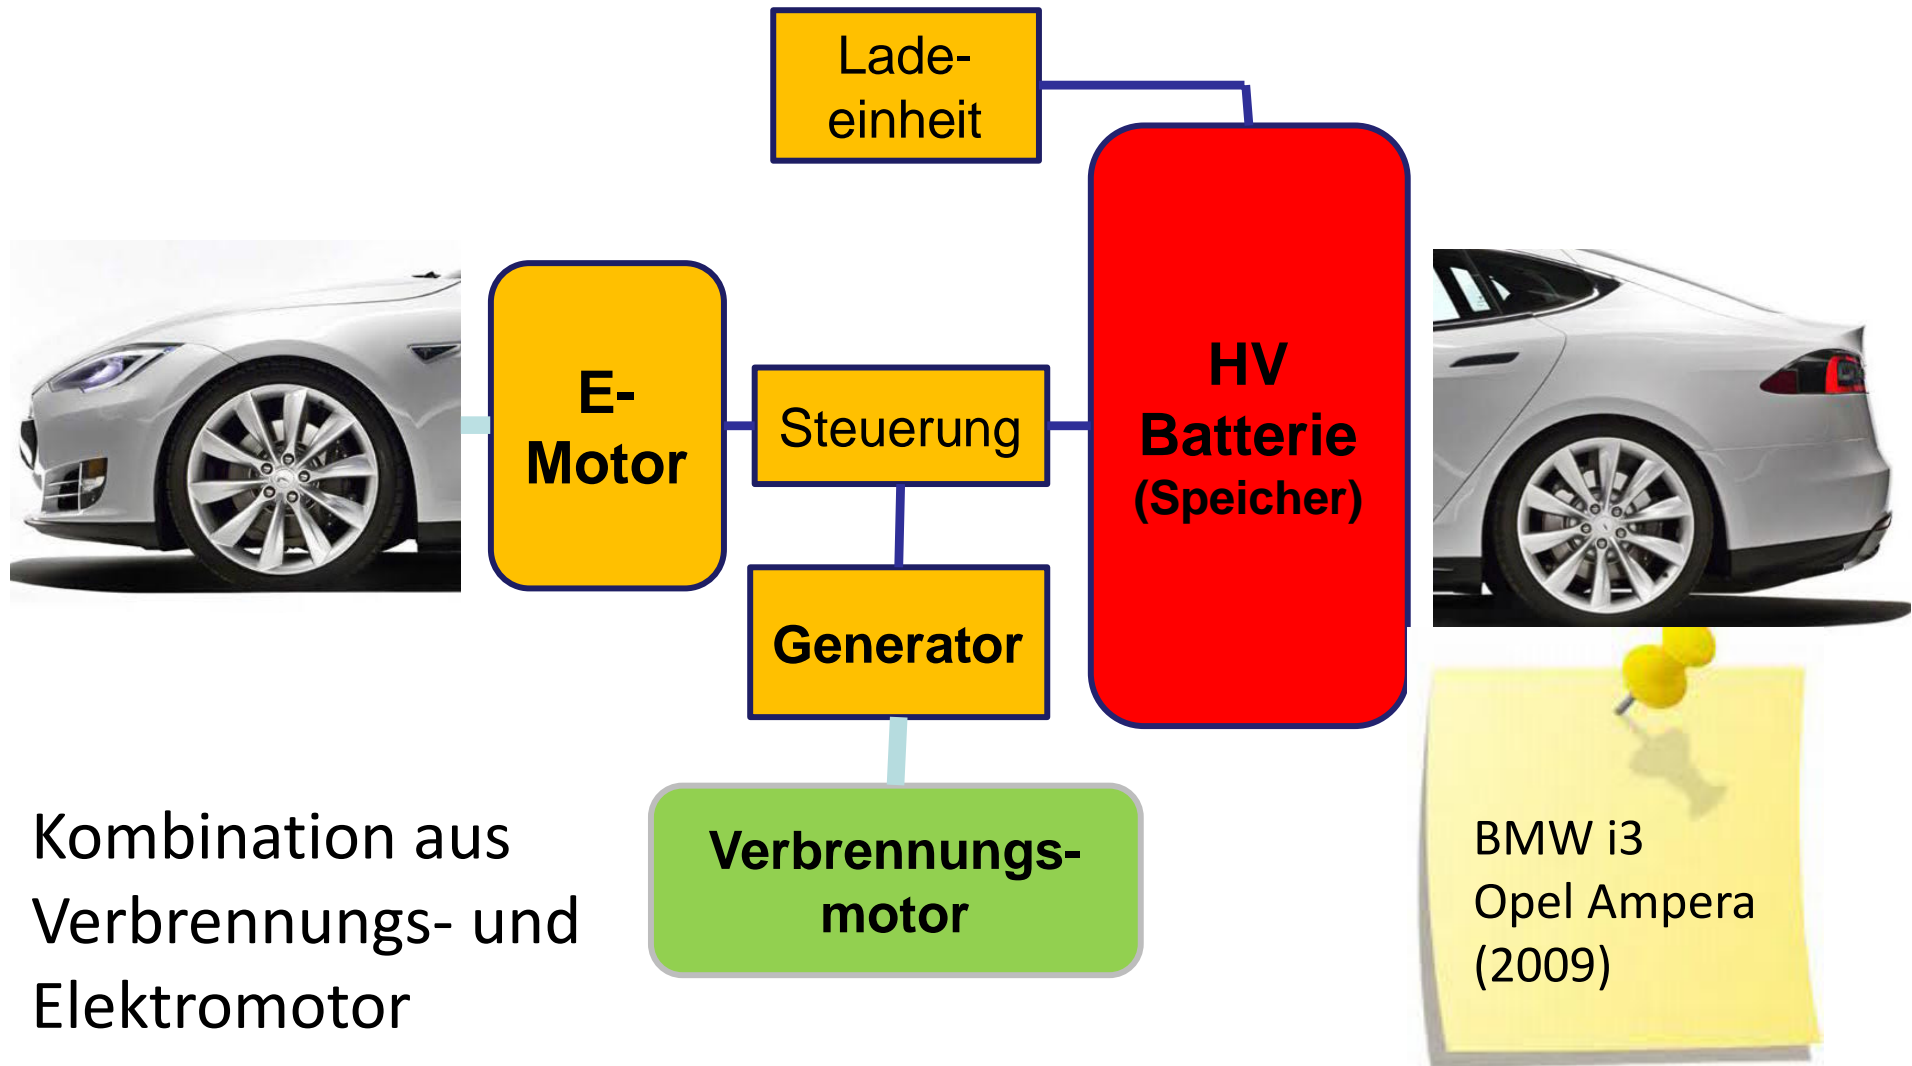 Lade-
einheit
E-
Motor
Steuerung
HV
Batterie
(Speicher)
Generator
Verbrennungs-
motor
Kombination aus
Verbrennungs- und
Elektromotor
BMW i3
Opel Ampera
(2009)